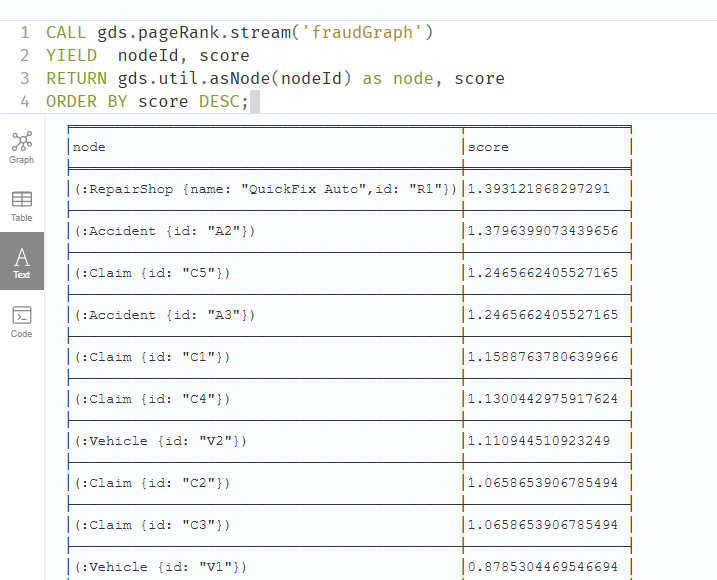 1 CALL gds.pageRank.stream('fraudGraph')
2 YIELD  nodeId, score
3 RETURN gds.util.asNode(nodeId) as node, score
4 ORDER BY score DESC;
Graph
Table
Text
Code
node score
(:RepairShop {name: "QuickFix Auto",id: "R1"}) 1.393121868297291
(:Accident {id: "A2"}) 1.3796399073439656
(:Claim {id: "C5"}) 1.2465662405527165
(:Accident {id: "A3"}) 1.2465662405527165
(:Claim {id: "C1"}) 1.1588763780639966
(:Claim {id: "C4"}) 1.1300442975917624
(:Vehicle {id: "V2"}) 1.110944510923249
(:Claim {id: "C2"}) 1.0658653906785494
(:Claim {id: "C3"}) 1.0658653906785494
(:Vehicle {id: "V1"}) 0.8785304469546694